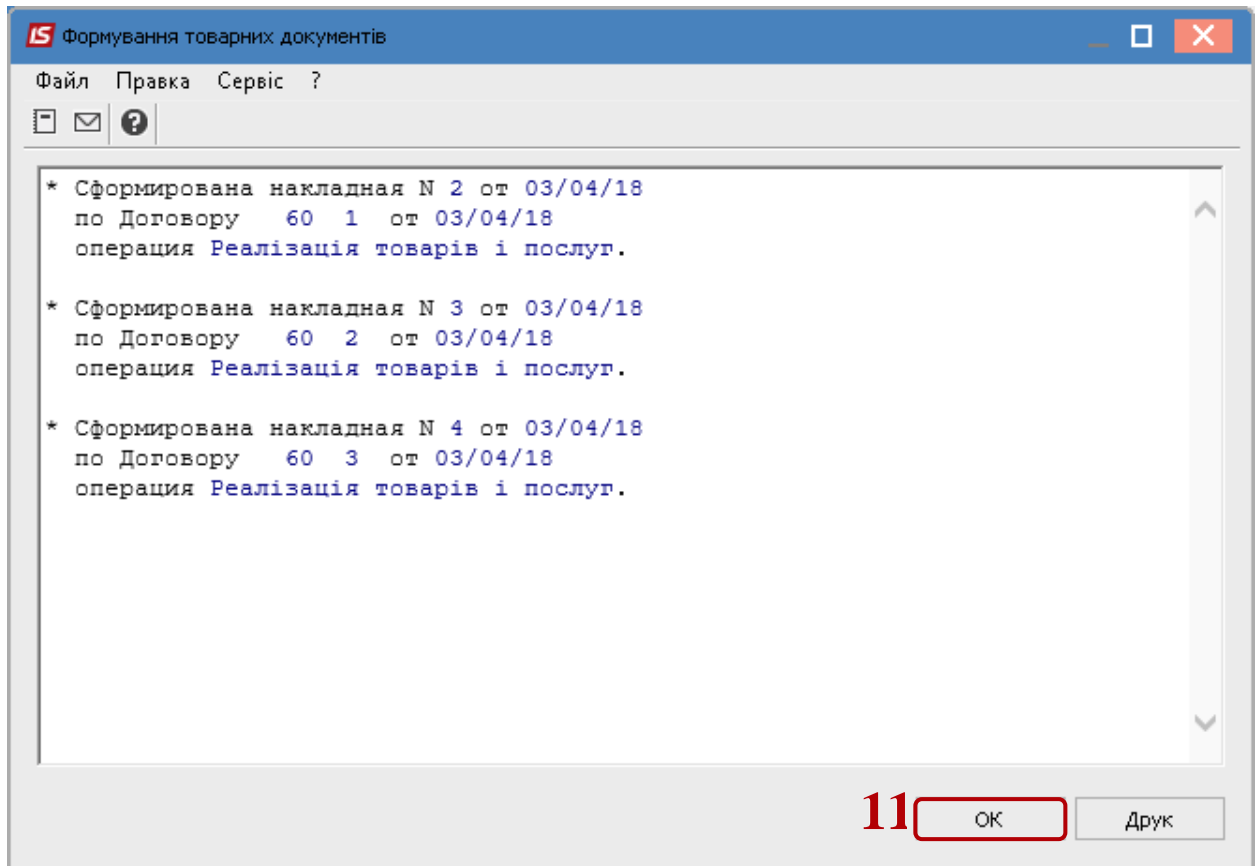 IS Формування товарних документів
Файл Правка Сервіс ?
* Сформирована накладная N 2 от 03/04/18
по Договору 60 1 от 03/04/18
операция Реалізація товарів і послуг.
* Сформирована накладная N 3 от 03/04/18
по Договору 60 2 от 03/04/18
операция Реалізація товарів і послуг.
* Сформирована накладная N 4 от 03/04/18
по Договору 60 3 от 03/04/18
операция Реалізація товарів і послуг.
11 ОК Друк